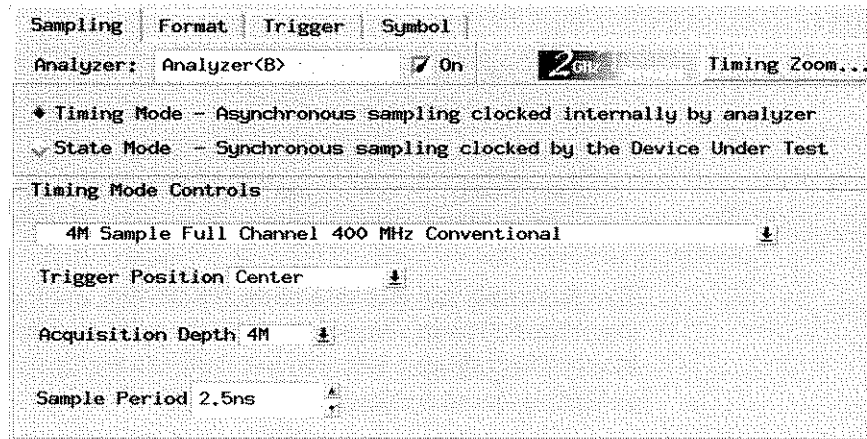 Sampling Format Trigger Symbol
Analyzer: Analyzer<B> On 2GHz Timing Zoom...
Timing Mode - Asynchronous sampling clocked internally by analyzer
State Mode - Synchronous sampling clocked by the Device Under Test
Timing Mode Controls
4M Sample Full Channel 400 MHz Conventional
Trigger Position Center
Acquisition Depth 4M
Sample Period 2.5ns